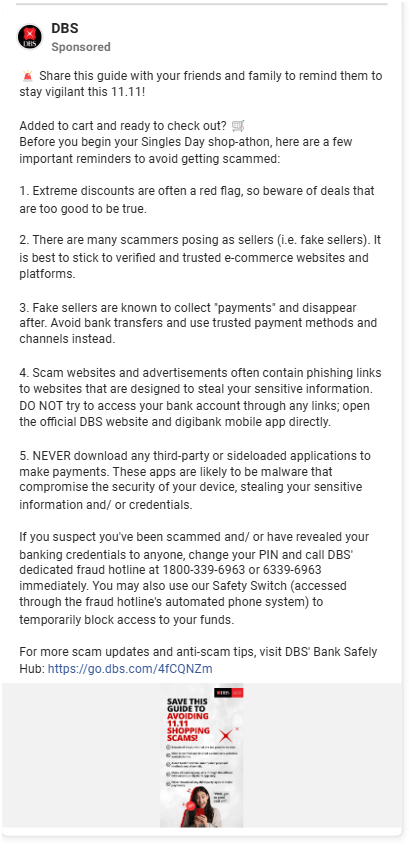 DBS
DBS
Sponsored
🚨 Share this guide with your friends and family to remind them to
stay vigilant this 11.11!
Added to cart and ready to check out? 🛒
Before you begin your Singles Day shop-athon, here are a few
important reminders to avoid getting scammed:
1. Extreme discounts are often a red flag, so beware of deals that
are too good to be true.
2. There are many scammers posing as sellers (i.e. fake sellers). It
is best to stick to verified and trusted e-commerce websites and
platforms.
3. Fake sellers are known to collect "payments" and disappear
after. Avoid bank transfers and use trusted payment methods and
channels instead.
4. Scam websites and advertisements often contain phishing links
to websites that are designed to steal your sensitive information.
DO NOT try to access your bank account through any links; open
the official DBS website and digibank mobile app directly.
5. NEVER download any third-party or sideloaded applications to
make payments. These apps are likely to be malware that
compromise the security of your device, stealing your sensitive
information and/ or credentials.
If you suspect you've been scammed and/ or have revealed your
banking credentials to anyone, change your PIN and call DBS'
dedicated fraud hotline at 1800-339-6963 or 6339-6963
immediately. You may also use our Safety Switch (accessed
through the fraud hotline's automated phone system) to
temporarily block access to your funds.
For more scam updates and anti-scam tips, visit DBS' Bank Safely
Hub: https://go.dbs.com/4fCQNZm
SAVE THIS
GUIDE TO
AVOIDING
11.11
SHOPPING
SCAMS!